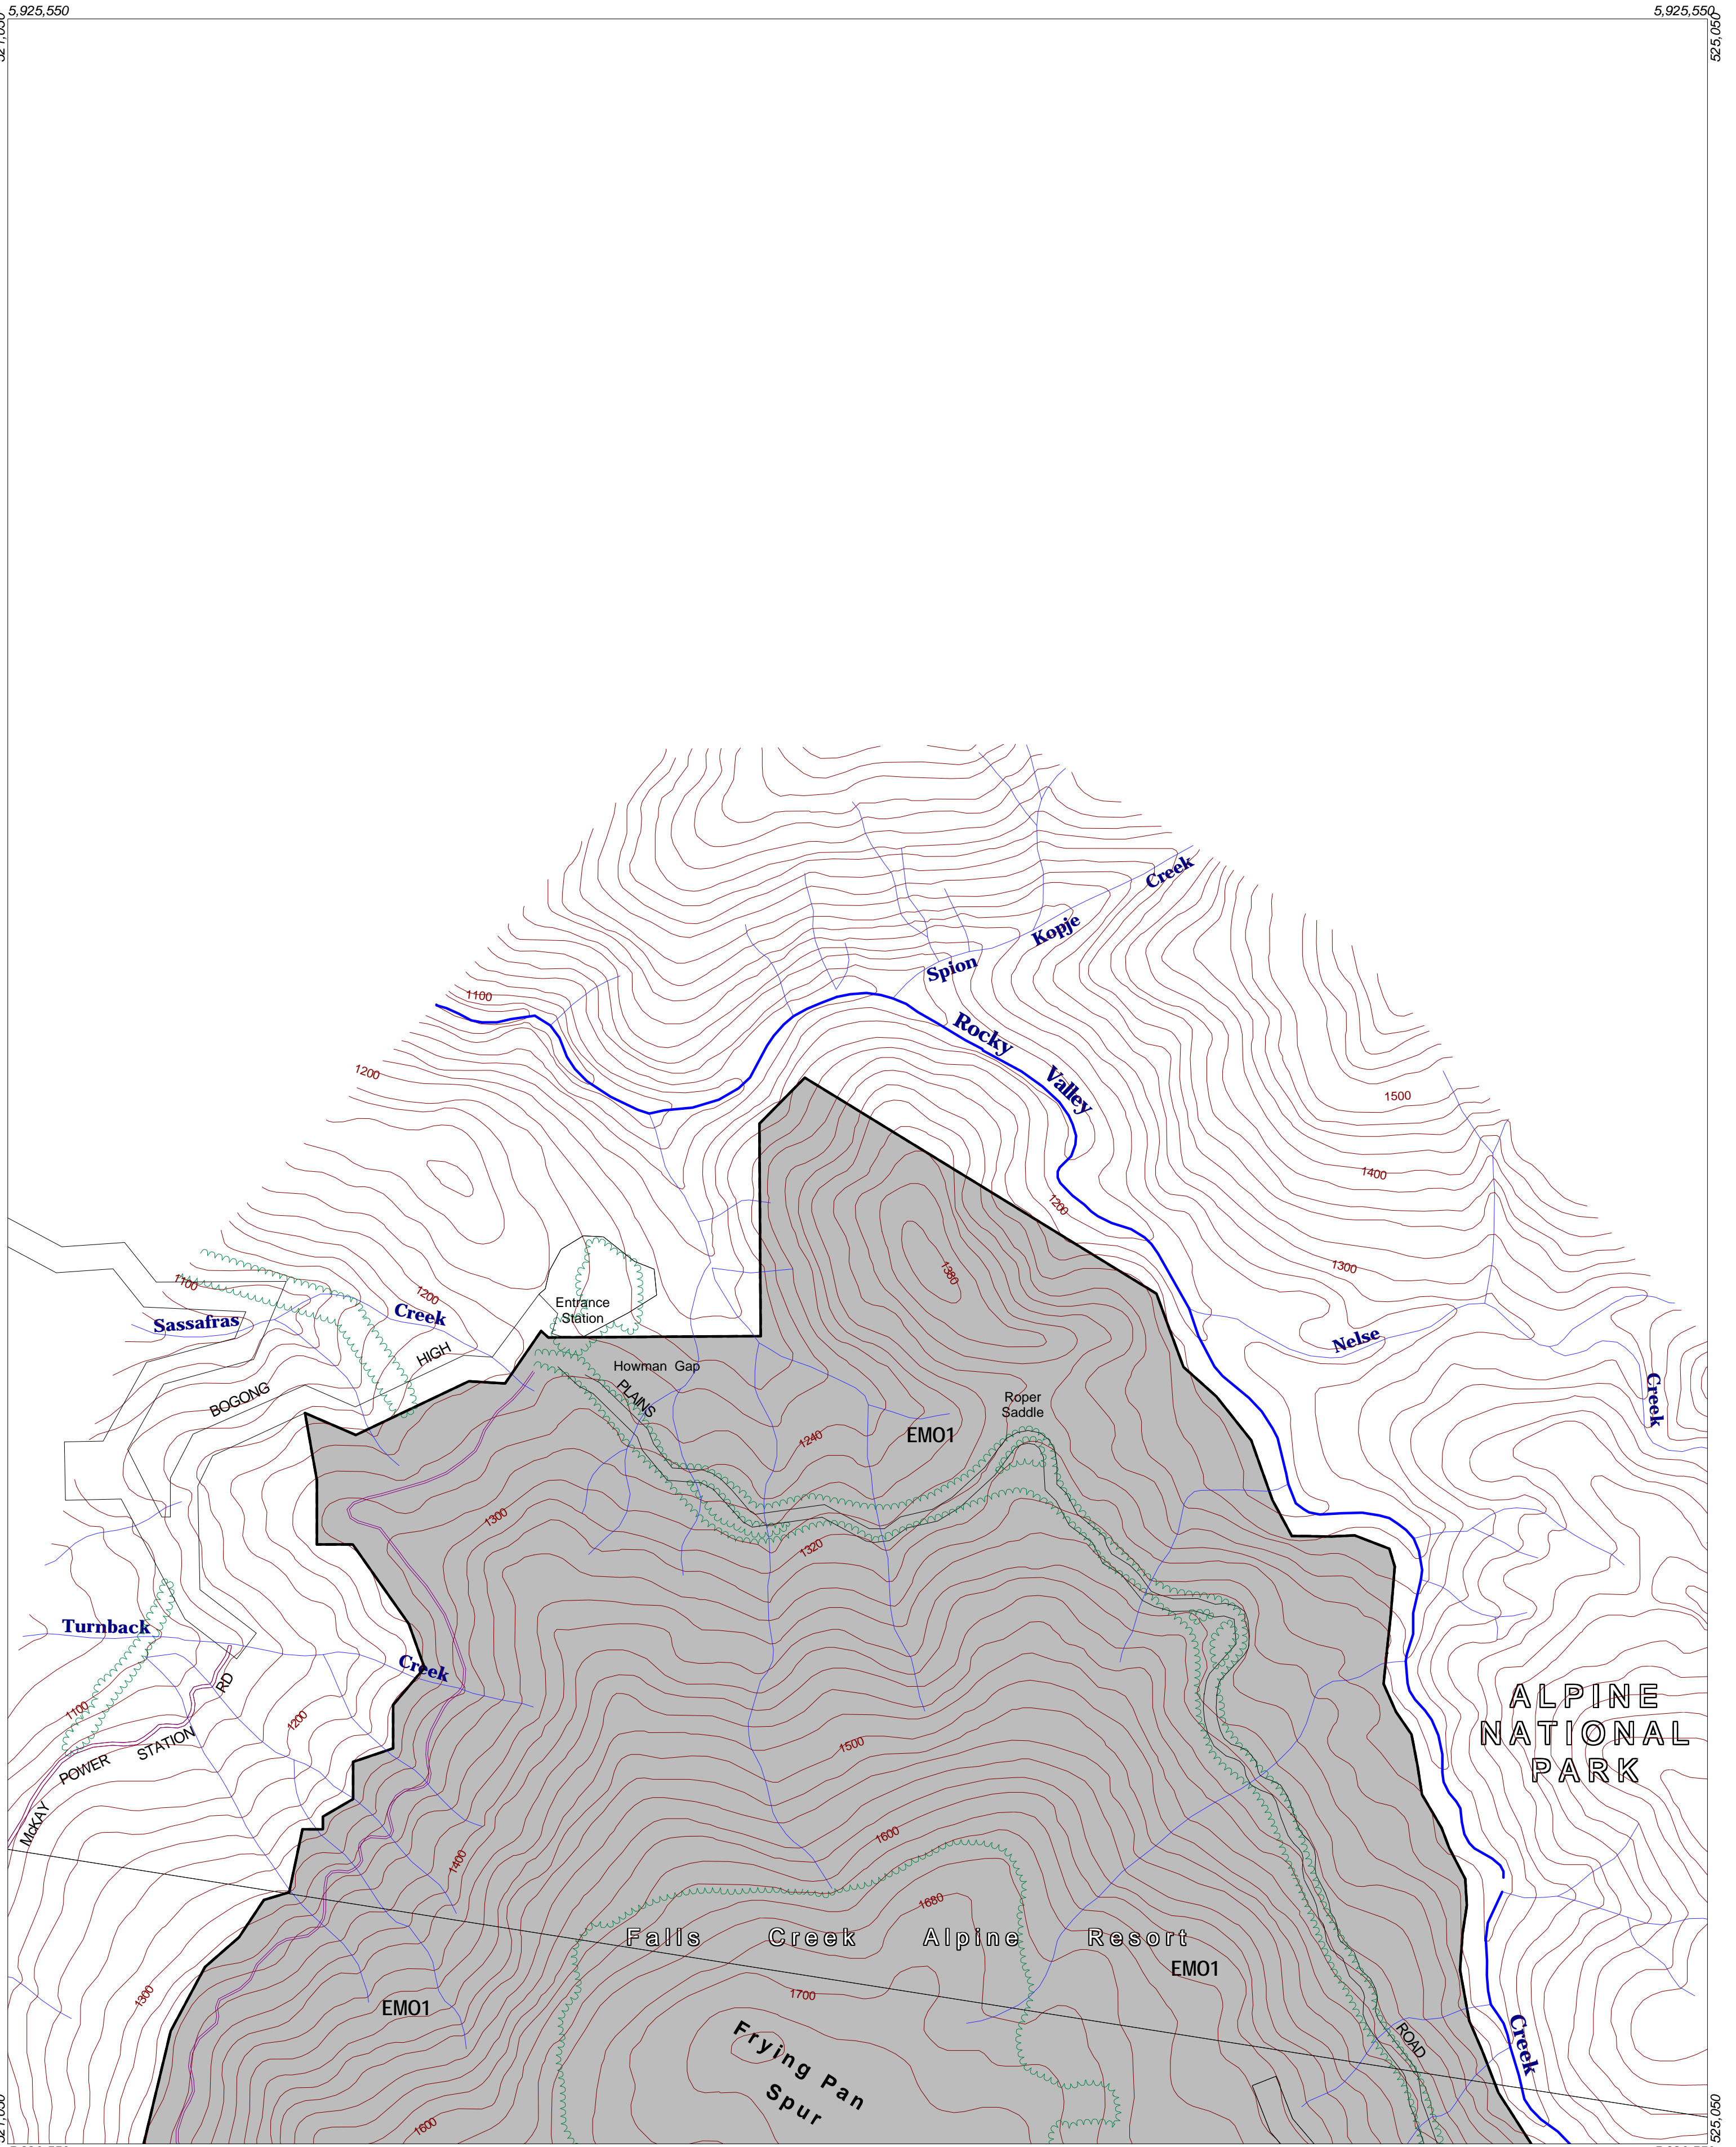 5,925,550
5,925,550
525,050
Creek
Kopje
Spion
1100
Rocky
Valley
1200
1500
1400
1200
1300
1380
1100
1200
Entrance
Station
Sassafras
Creek
Nelse
HIGH
Howman Gap
PLAINS
BOGONG
Roper
Saddle
Creek
1240
EMO1
1300
1320
Turnback
Creek
RD
1100
1200
ALPINE
NATIONAL
PARK
STATION
POWER
1500
McKAY
1600
1400
1680
Falls Creek Alpine Resort
EMO1
1300
1700
EMO1
Frying Pan
Spur
ROAD
Creek
1600
525,050